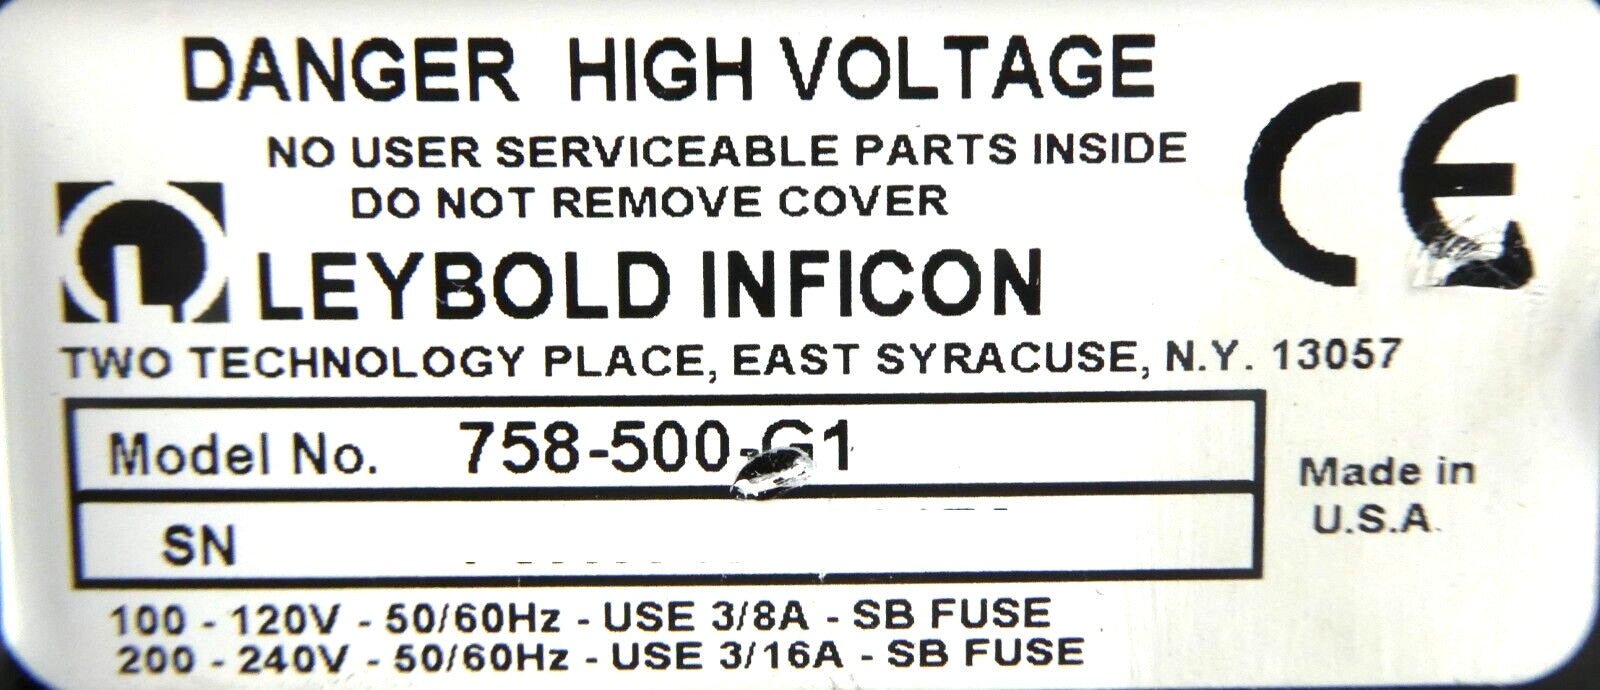 DANGER HIGH VOLTAGE
NO USER SERVICEABLE PARTS INSIDE
DO NOT REMOVE COVER
CE
L
LEYBOLD INFICON
TWO TECHNOLOGY PLACE, EAST SYRACUSE, N.Y. 13057
Model No. 758-500-G1
SN
Made in
U.S.A.
100 - 120V - 50/60Hz - USE 3/8A - SB FUSE
200 - 240V - 50/60Hz - USE 3/16A - SB FUSE